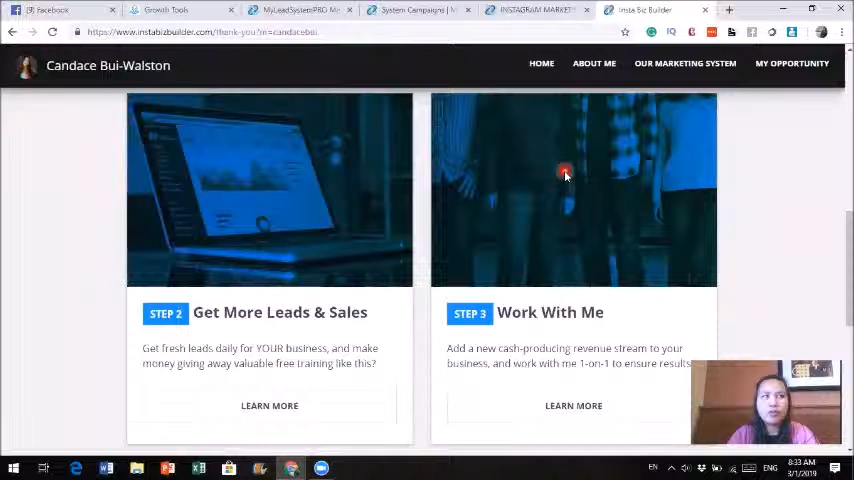 Facebook
Growth Tools
MyLeadSystemPRO M
System Campaigns | M
INSTAGRAM MARKET
Insta Biz Builder
https://www.instabizbuilder.com/thank-you?m=candacebui
Candace Bui-Walston
HOME
ABOUT ME
OUR MARKETING SYSTEM
MY OPPORTUNITY
STEP 2 Get More Leads & Sales
Get fresh leads daily for YOUR business, and make
money giving away valuable free training like this?
LEARN MORE
STEP 3 Work With Me
Add a new cash-producing revenue stream to your
business, and work with me 1-on-1 to ensure results
LEARN MORE
EN
ENG
8:33 AM
3/1/2019